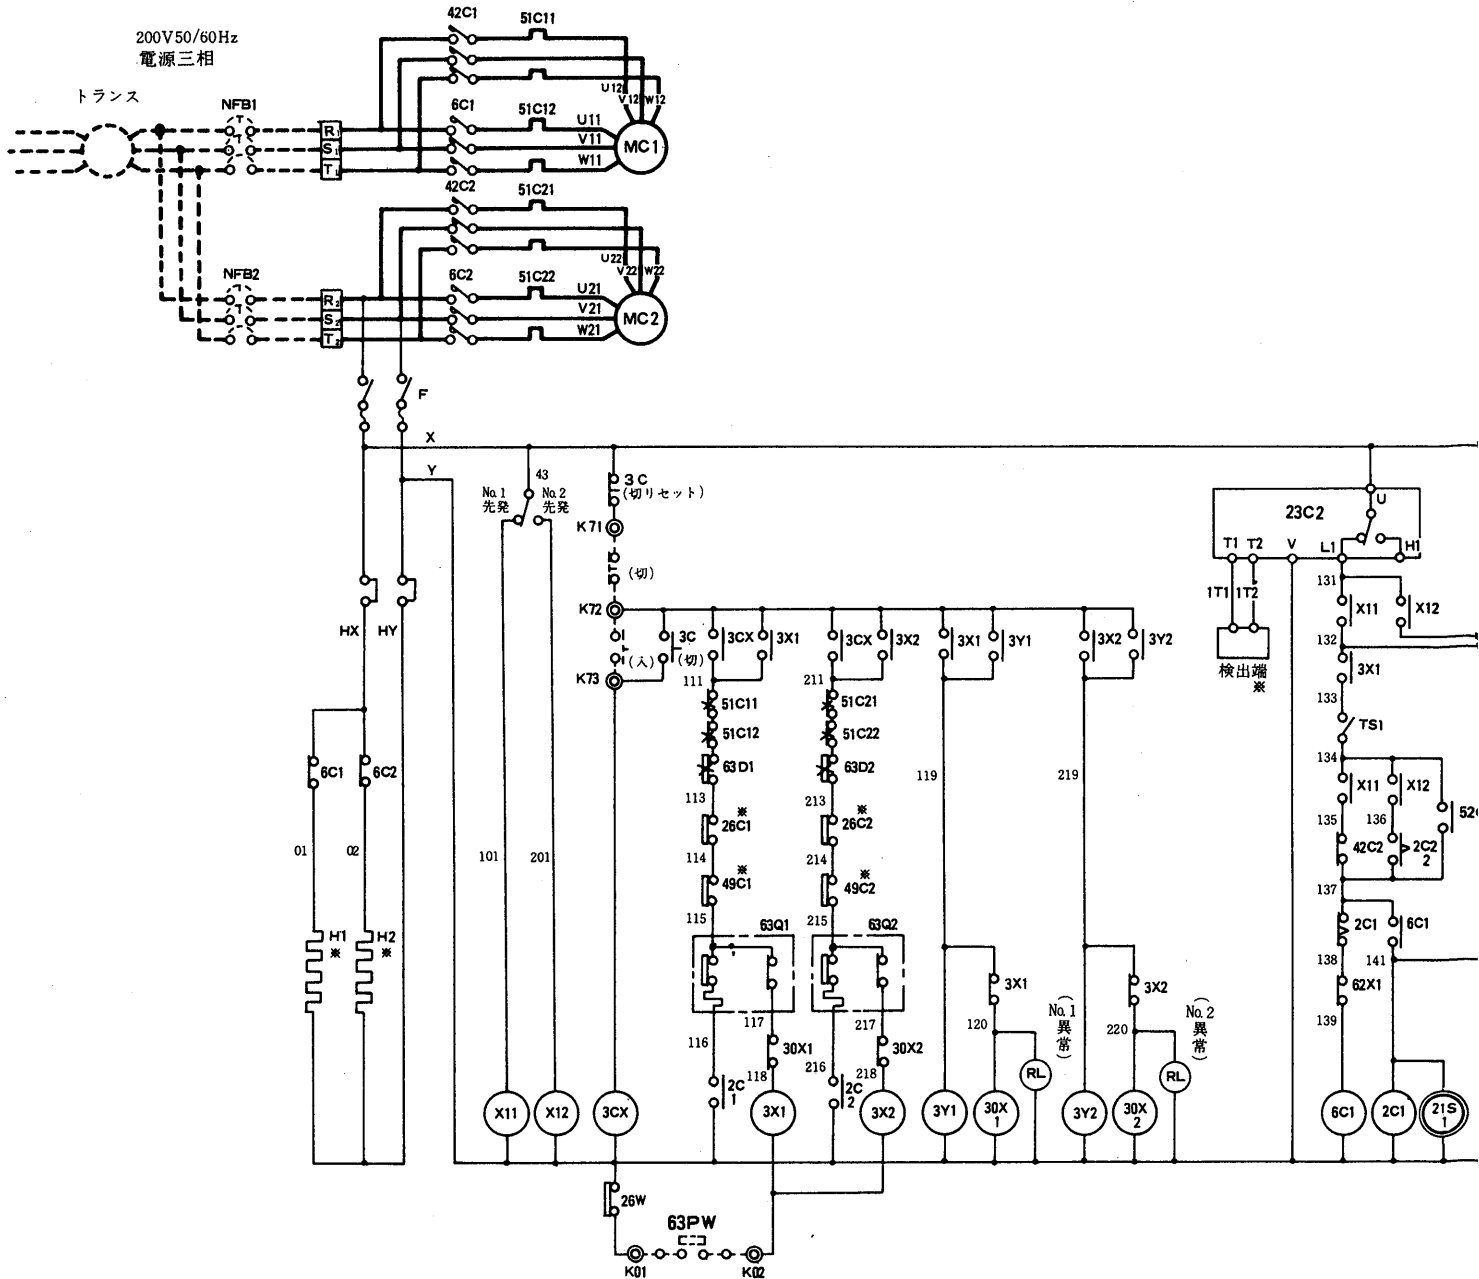 42C1
51C11
200V50/60Hz
電源三相
トランス
NFB1
6C1
51C12
U12
V12
W12
U11
V11
W11
R1
S1
T1
MC1
42C2
51C21
U22
V22
W22
NFB2
6C2
51C22
U21
V21
W21
R2
S2
T2
MC2
F
X
Y
43
No.1
先発
No.2
先発
3C
(切リセット)
K71
(切)
K72
(入)
3C
(切)
K73
3CX
3X1
3CX
3X2
3X1
3Y1
3X2
3Y2
23C2
U
T1
T2
V
L1
H1
1T1
1T2
検出端
※
131
X11
X12
132
3X1
133
TS1
134
X11
X12
135
136
42C2
2C2
2
137
2C1
6C1
138
141
62X1
139
HX
HY
6C1
6C2
01
02
H1
※
H2
※
101
201
111
51C11
51C12
63D1
113
※
26C1
114
※
49C1
115
63Q1
116
117
30X1
118
2C
1
211
51C21
51C22
63D2
213
※
26C2
214
※
49C2
215
63Q2
216
217
30X2
218
2C
2
119
219
3X1
120
(No.1異常)
3X2
220
(No.2異常)
RL
RL
X11
X12
3CX
3X1
3X2
3Y1
30X
1
3Y2
30X
2
6C1
2C1
21S
1
26W
63PW
K01
K02